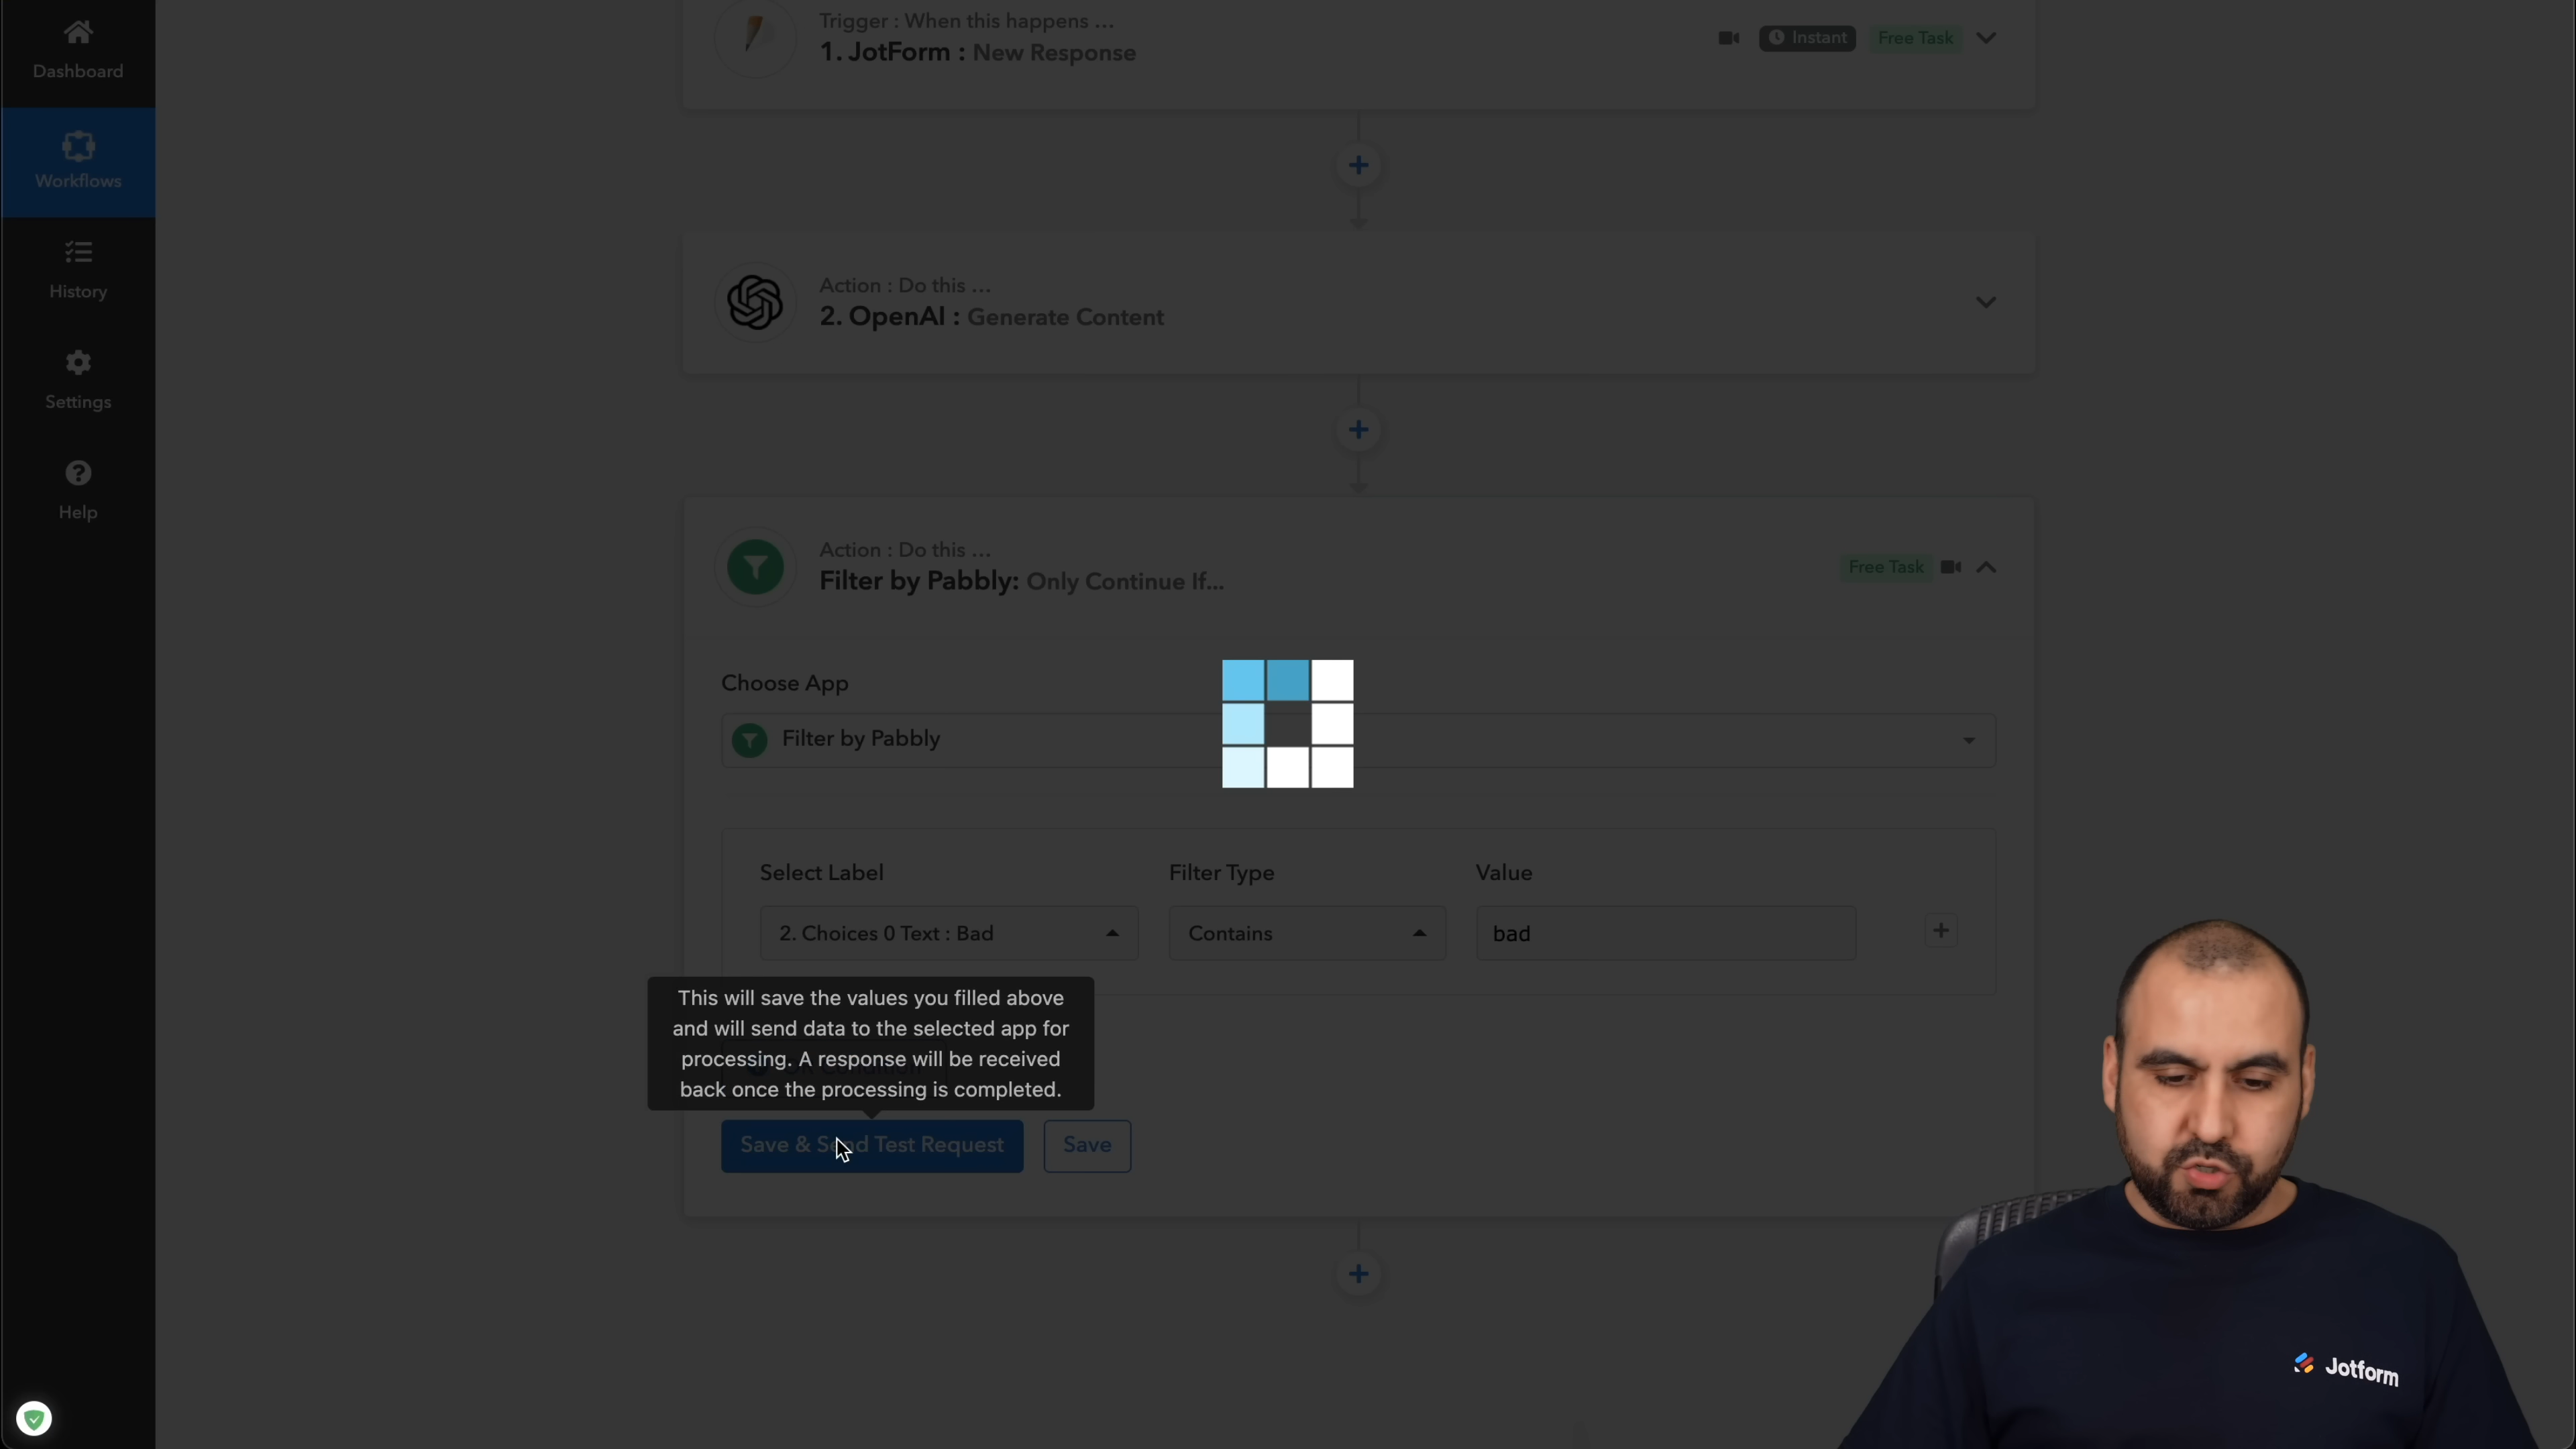 Dashboard
Workflows
History
Settings
Help
Trigger : When this happens ...
1. JotForm : New Response
Instant
Free Task
Action : Do this ...
2. OpenAI : Generate Content
Action : Do this ...
Filter by Pabbly: Only Continue If...
Free Task
Choose App
Filter by Pabbly
Select Label
Filter Type
Value
2. Choices 0 Text : Bad
Contains
bad
This will save the values you filled above
and will send data to the selected app for
processing. A response will be received
back once the processing is completed.
Save & Send Test Request
Save
Jotform